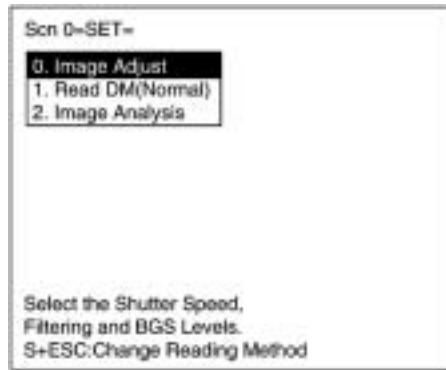 Scn 0=SET=
0. Image Adjust
1. Read DM(Normal)
2. Image Analysis
Select the Shutter Speed,
Filtering and BGS Levels.
S+ESC:Change Reading Method